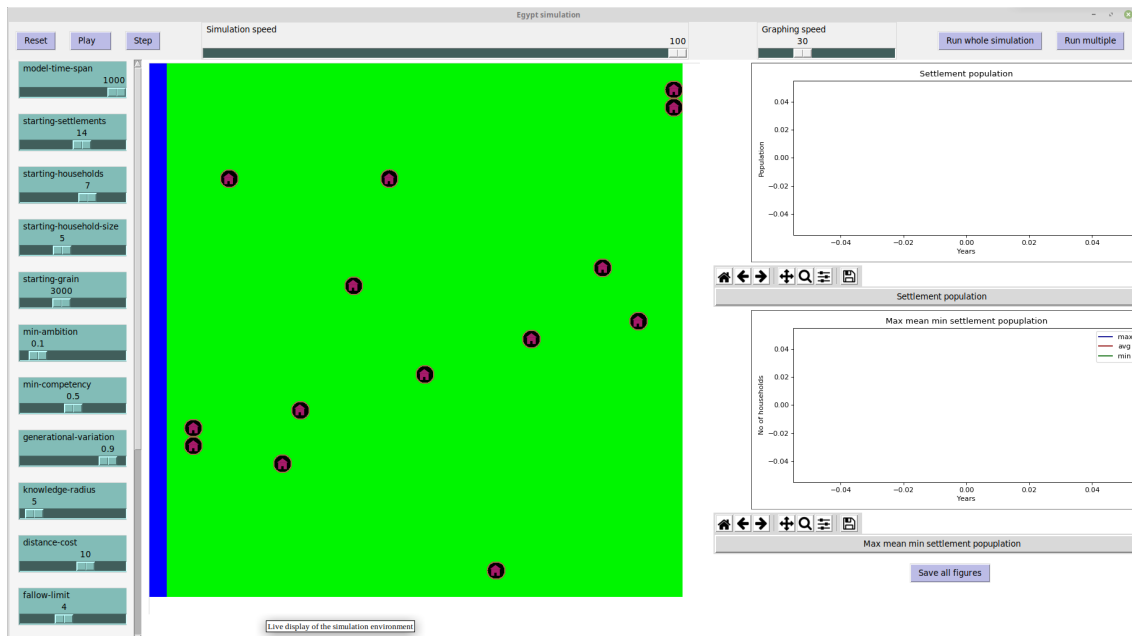 Egypt simulation
Reset Play Step
Simulation speed
100
Graphing speed
30
Run whole simulation Run multiple
model-time-span
1000
starting-settlements
14
starting-households
7
starting-household-size
5
starting-grain
3000
min-ambition
0.1
min-competency
0.5
generational-variation
0.9
knowledge-radius
5
distance-cost
10
fallow-limit
4
Live display of the simulation environment
Settlement population
0.04
0.02
0.00
−0.02
−0.04
Population
−0.04 −0.02 0.00 0.02 0.04
Years
Settlement population
Max mean min settlement popuplation
max
avg
min
0.04
0.02
0.00
−0.02
−0.04
No of households
−0.04 −0.02 0.00 0.02 0.04
Years
Max mean min settlement popuplation
Save all figures